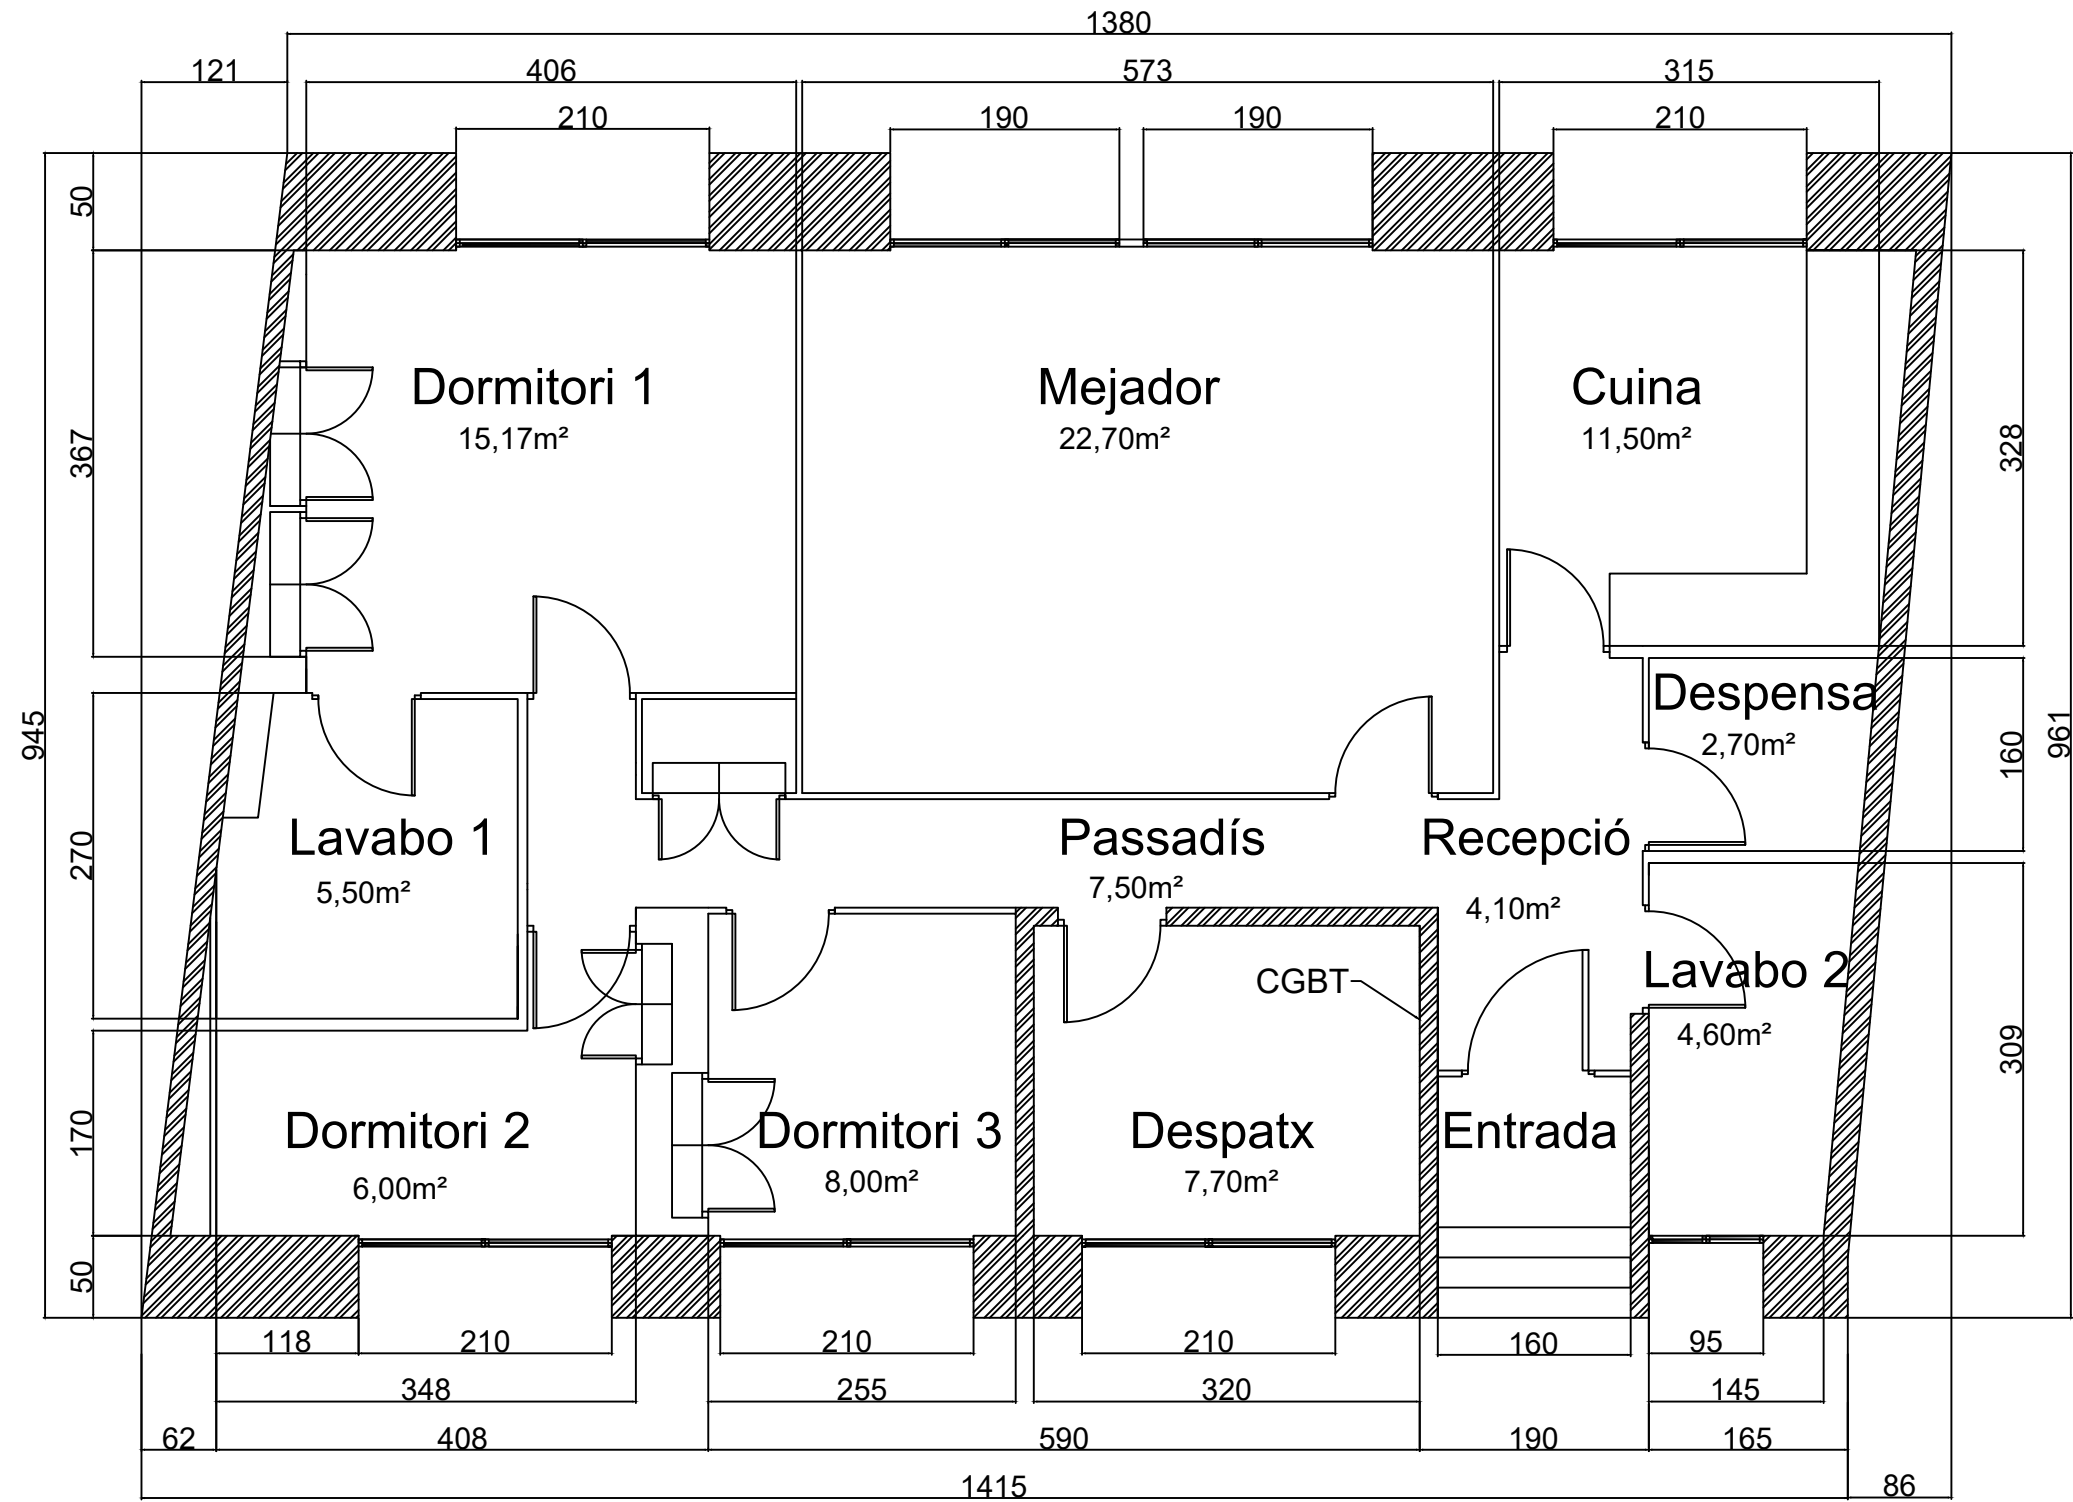 1380
121
406
573
315
210
190
190
210
50
367
328
Dormitori 1
15,17m²
Mejador
22,70m²
Cuina
11,50m²
945
961
Despensa
2,70m²
160
270
Lavabo 1
5,50m²
Passadís
7,50m²
Recepció
4,10m²
CGBT
Lavabo 2
4,60m²
309
170
Dormitori 2
6,00m²
Dormitori 3
8,00m²
Despatx
7,70m²
Entrada
50
118
210
210
210
160
95
348
255
320
145
62
408
590
190
165
1415
86